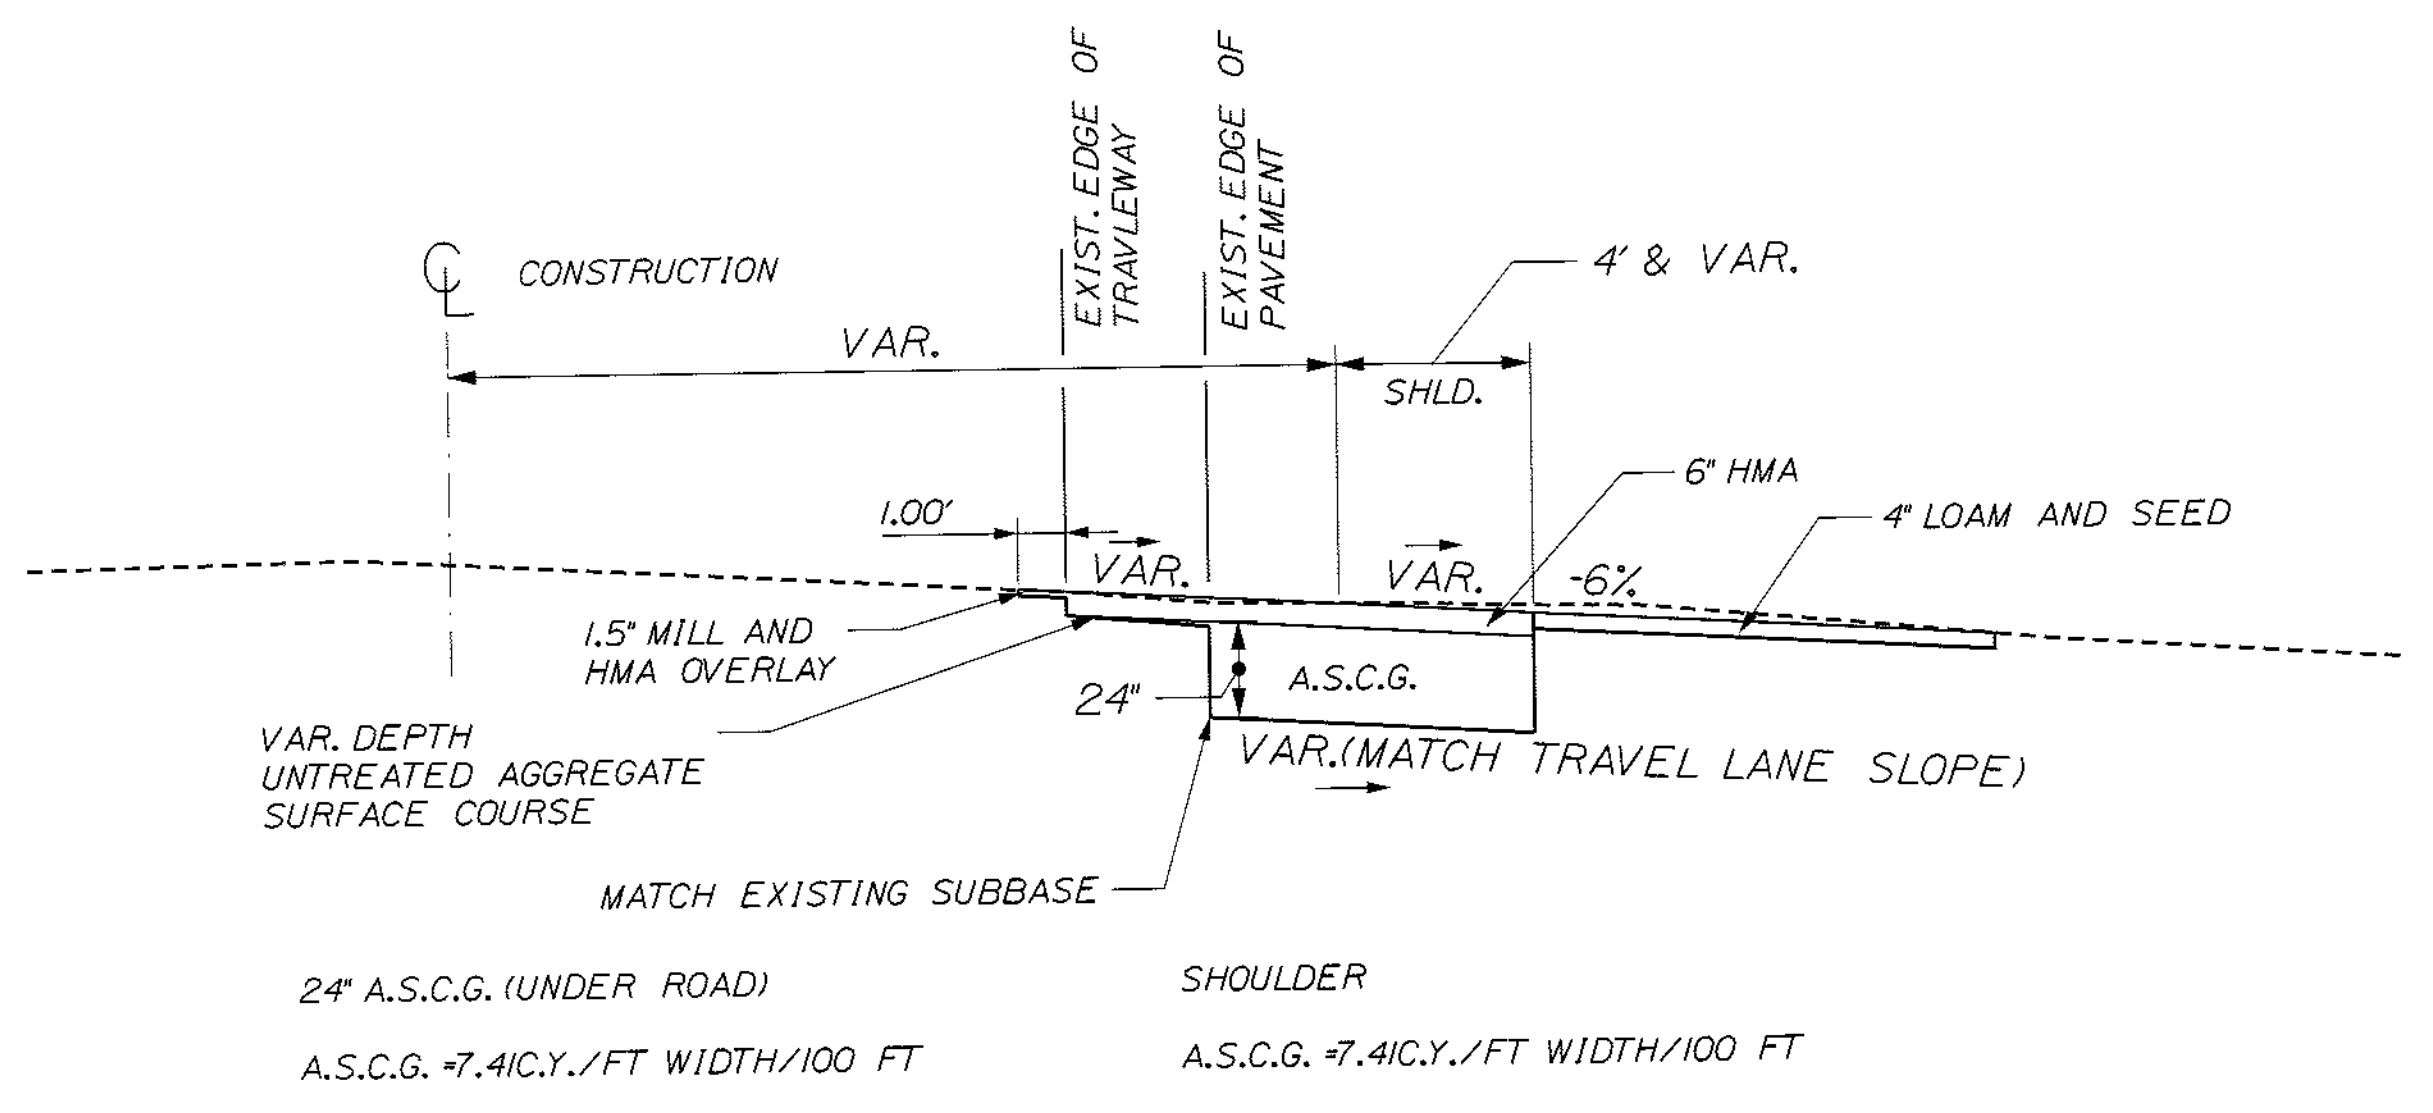 EXIST. EDGE OF
TRAVLEWAY
EXIST. EDGE OF
PAVEMENT
CL CONSTRUCTION
4' & VAR.
VAR.
SHLD.
6" HMA
1.00'
4" LOAM AND SEED
VAR.
VAR.
-6%
1.5" MILL AND
HMA OVERLAY
24"
A.S.C.G.
VAR. DEPTH
UNTREATED AGGREGATE
SURFACE COURSE
VAR.(MATCH TRAVEL LANE SLOPE)
MATCH EXISTING SUBBASE
24" A.S.C.G. (UNDER ROAD)
SHOULDER
A.S.C.G. =7.41C.Y./FT WIDTH/100 FT
A.S.C.G. =7.41C.Y./FT WIDTH/100 FT